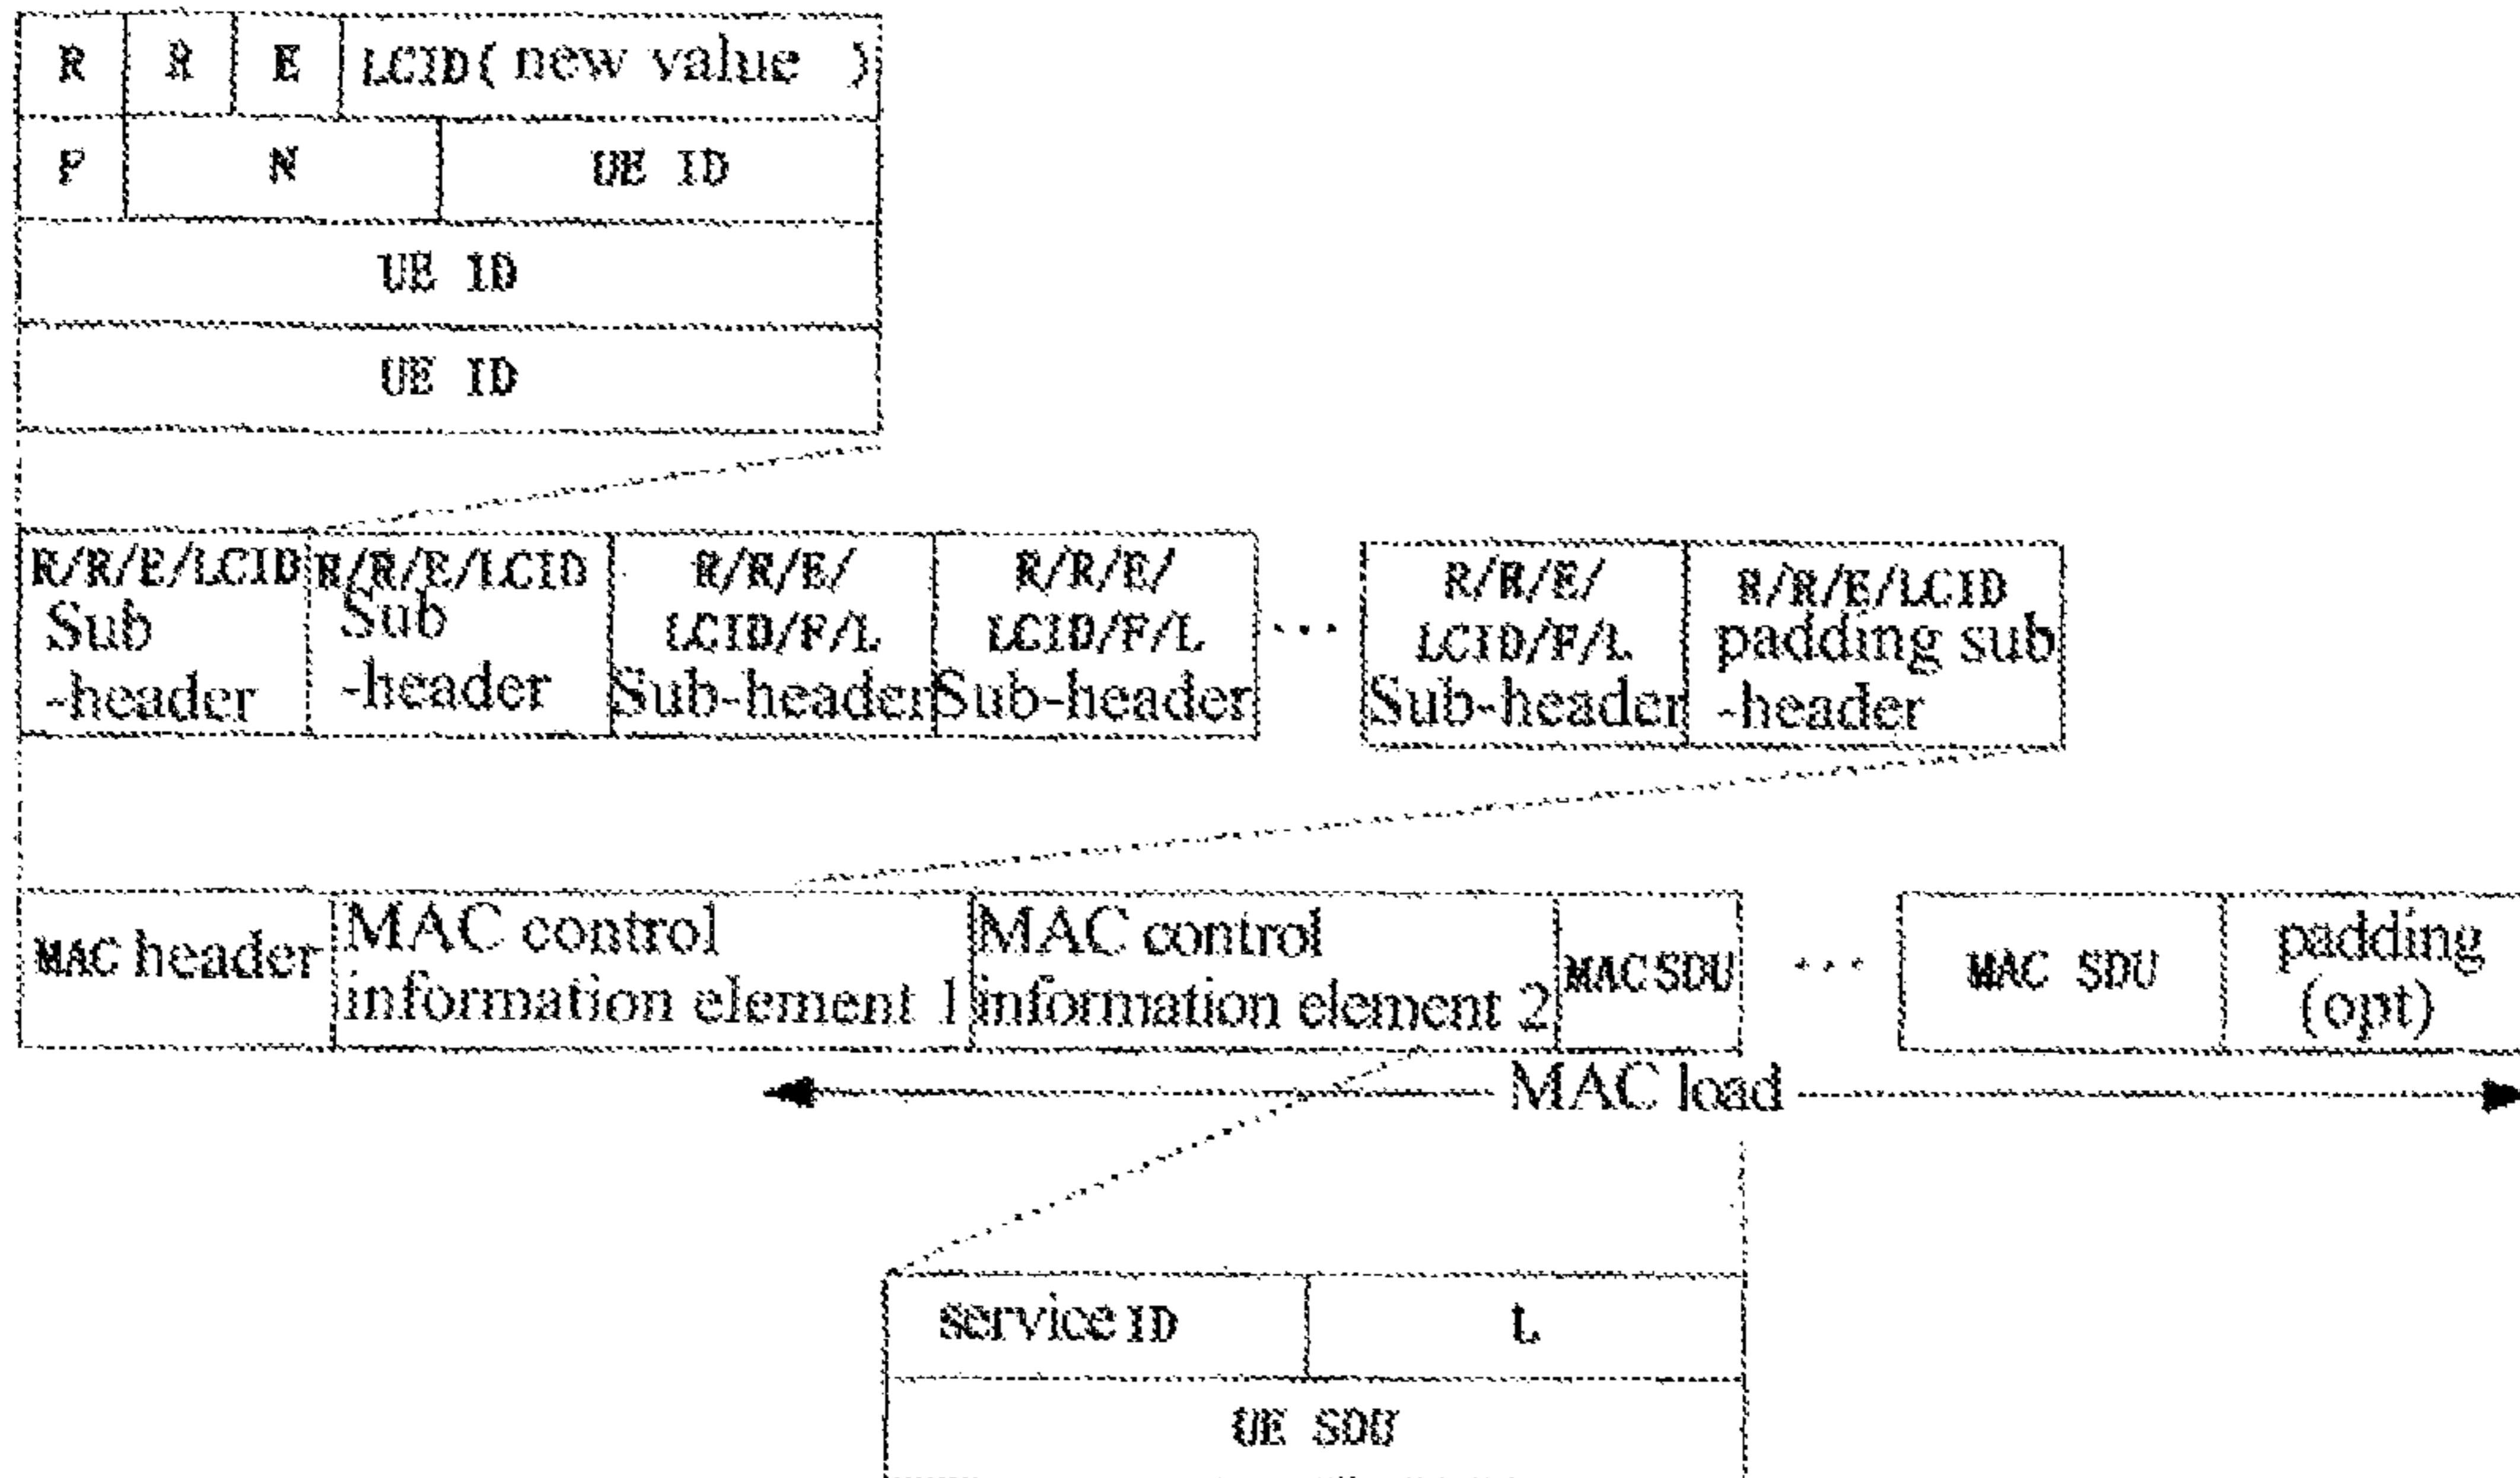 R R E LCID( new value )
F N UE ID
UE ID
UE ID
R/R/E/LCID R/R/E/LCID R/R/E/ R/R/E/ R/R/E/ R/R/E/LCID
Sub Sub LCID/F/L LCID/F/L ... LCID/F/L padding sub
-header -header Sub-header Sub-header Sub-header -header
MAC header MAC control MAC control MAC SDU ... MAC SDU padding
information element 1 information element 2 (opt)
MAC load
service ID L
UE SDU